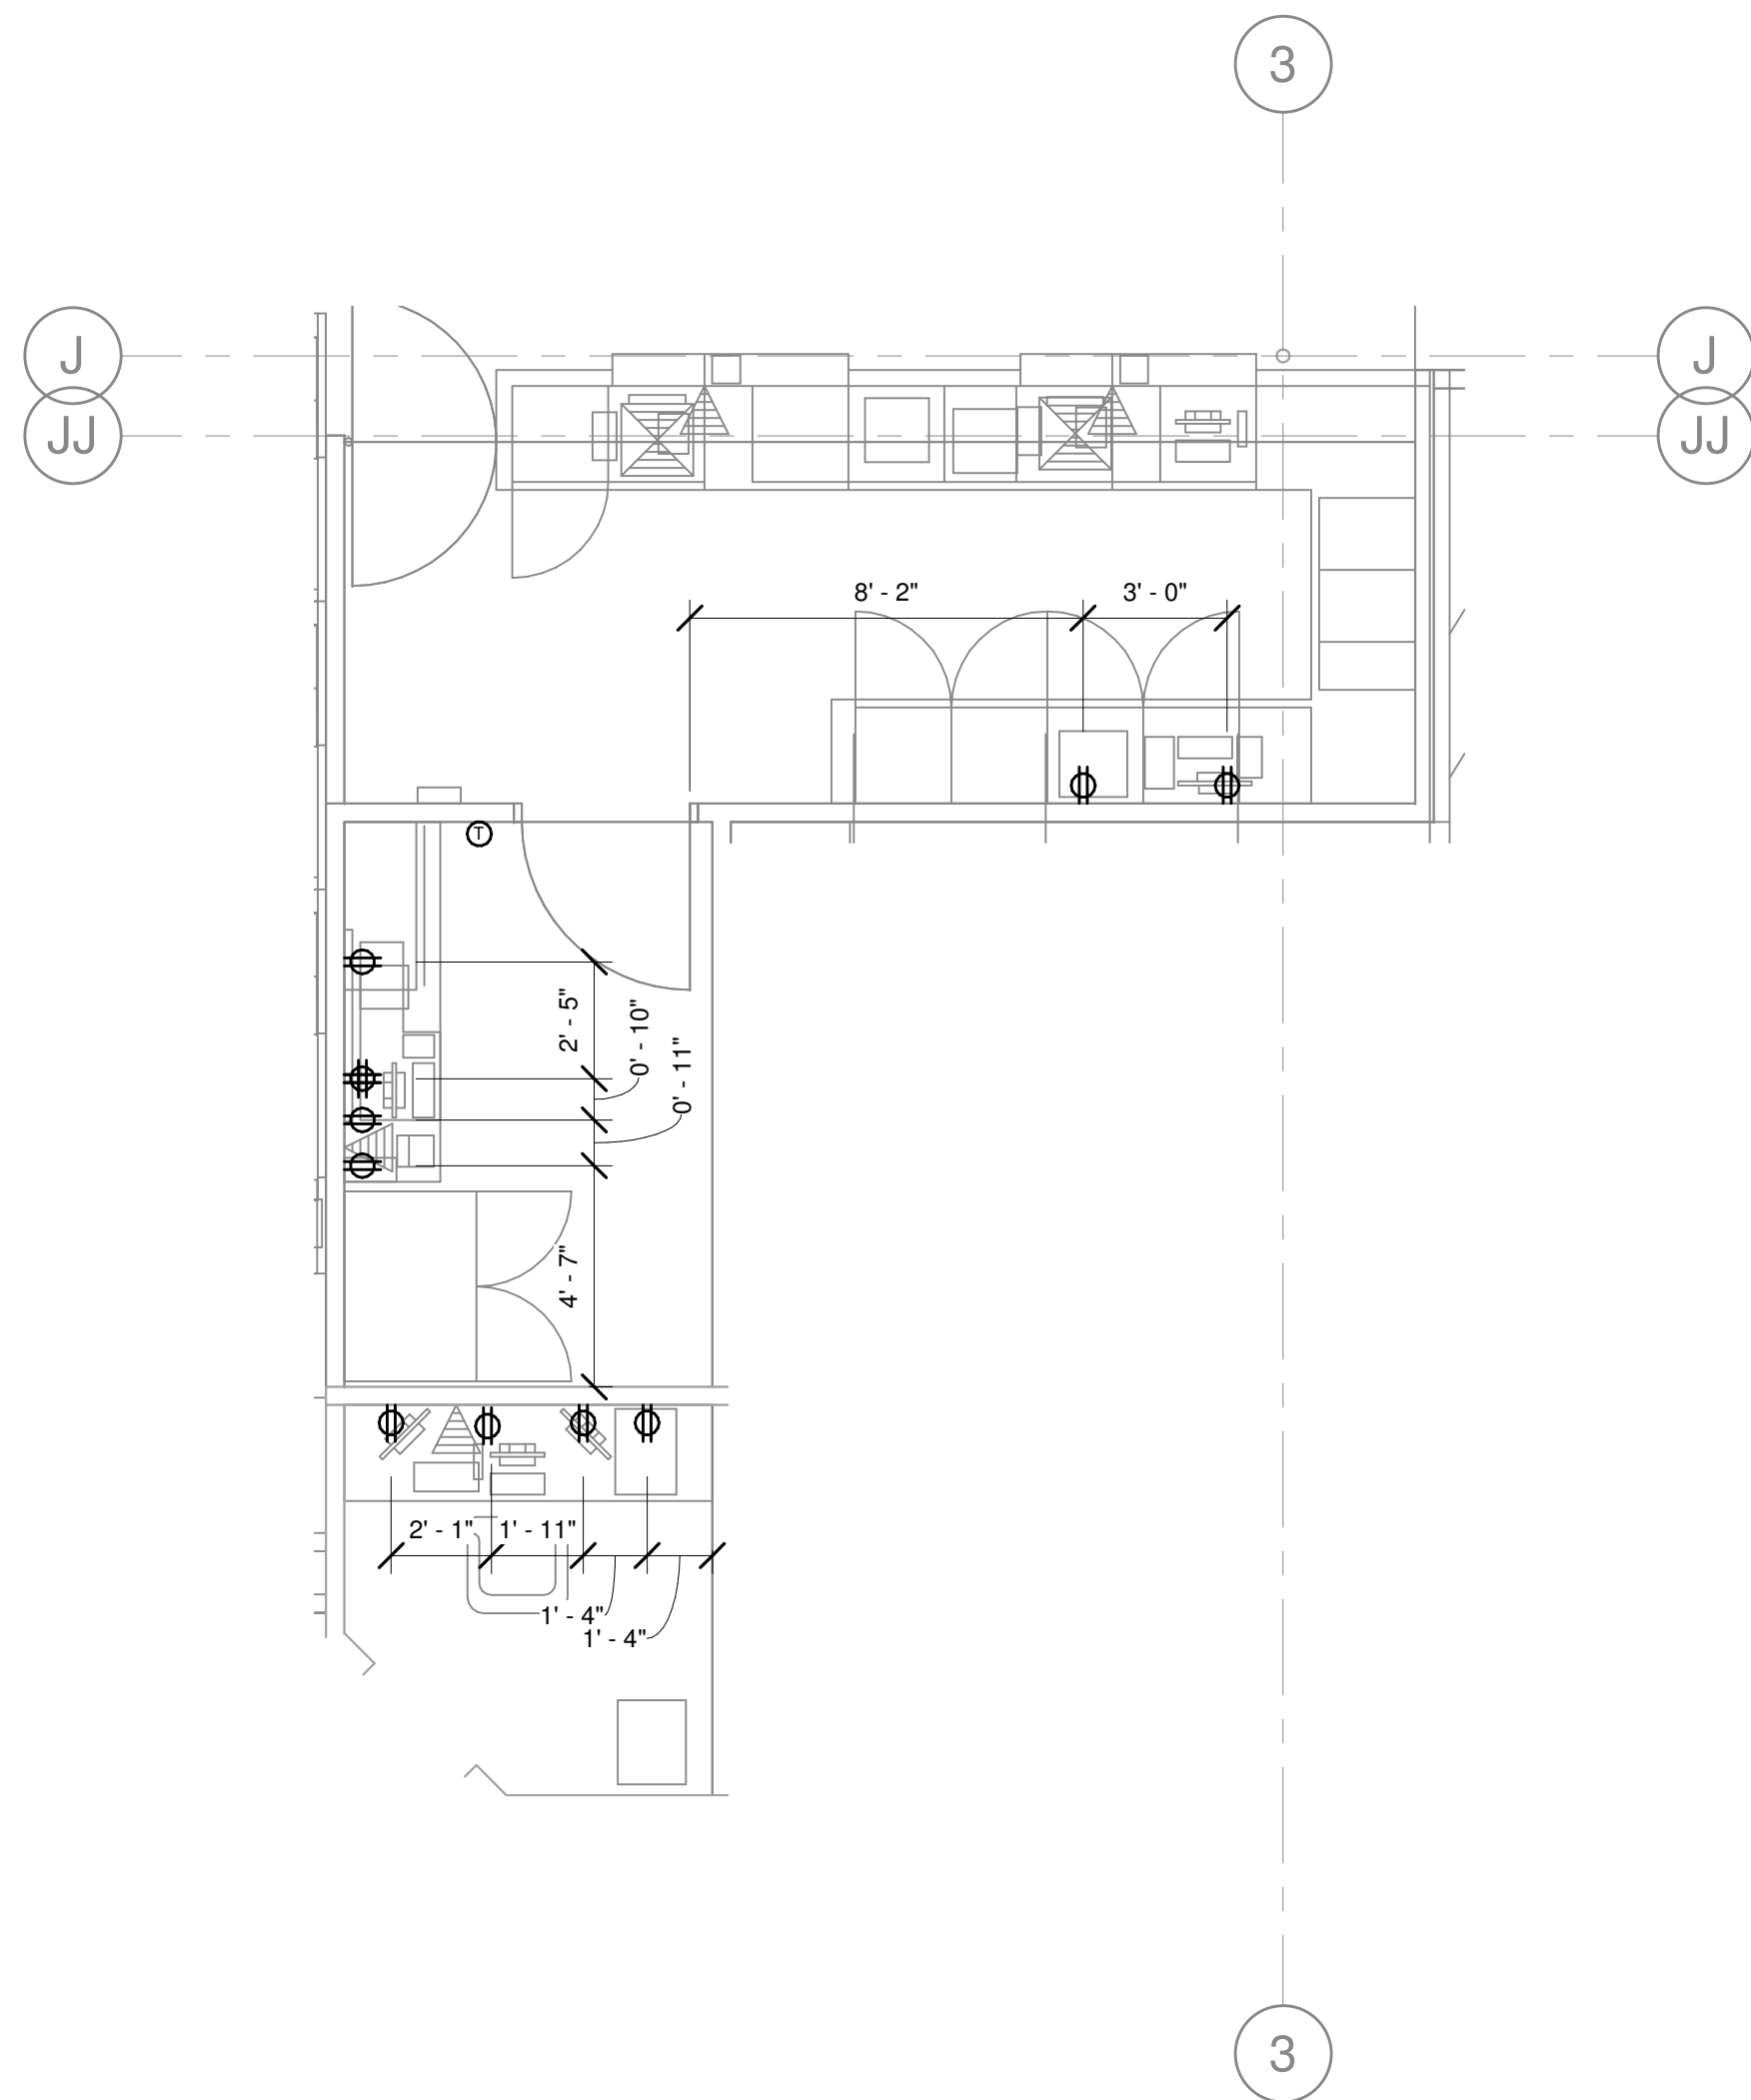 3
J
J
JJ
JJ
8' - 2"
3' - 0"
T
2' - 5"
0' - 10"
0' - 11"
4' - 7"
2' - 1"
1' - 11"
1' - 4"
1' - 4"
3